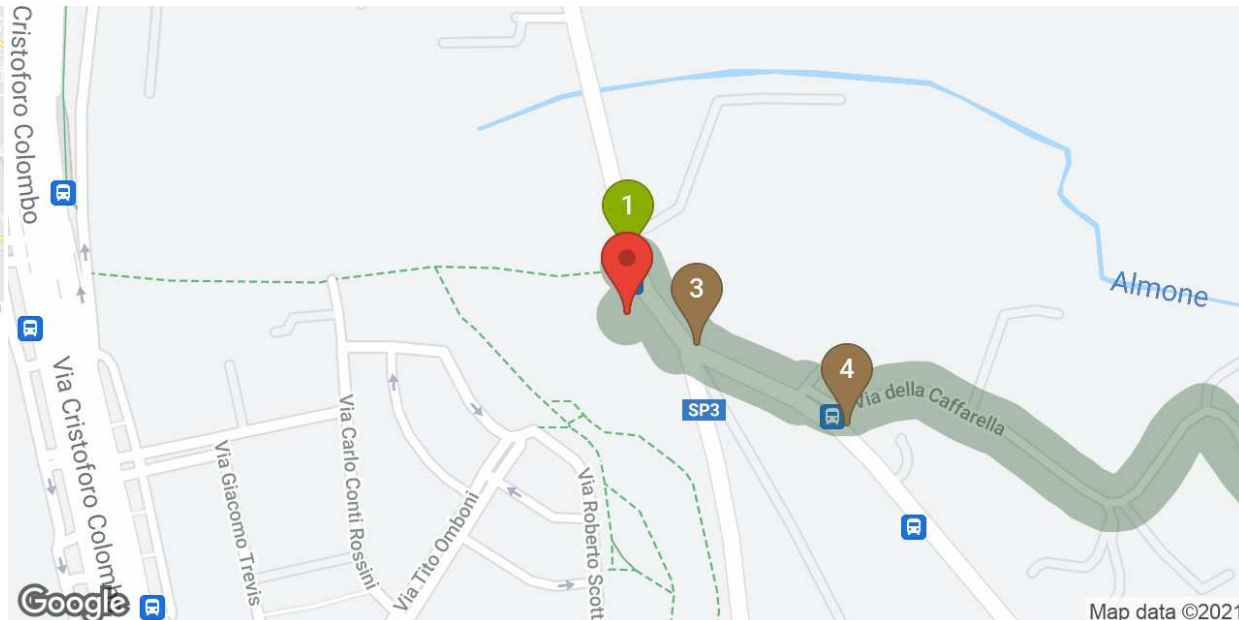 Cristoforo Colombo
1
3
Almone
4
Via della Caffarella
SP3
Via Cristoforo Colombo
Via Carlo Conti Rossini
Via Giacomo Trevis
Via Tito Omboni
Via Roberto Scott
Google
Map data ©2021